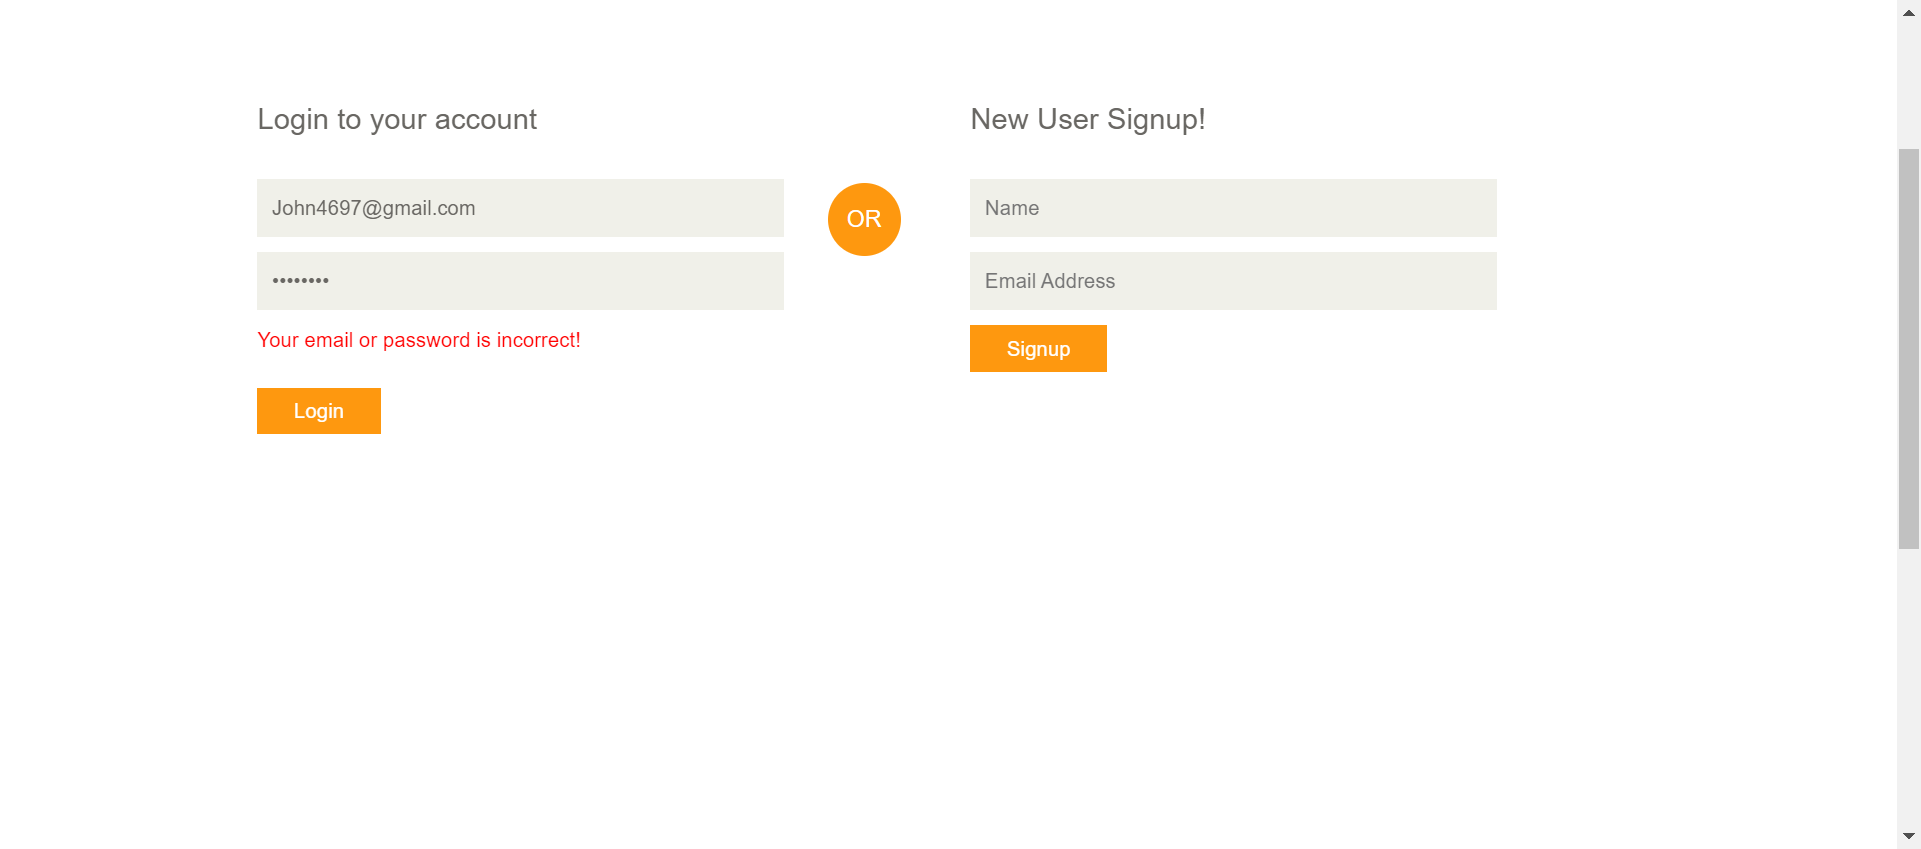 Login to your account
John4697@gmail.com
••••••••
Your email or password is incorrect!
Login
OR
New User Signup!
Name
Email Address
Signup